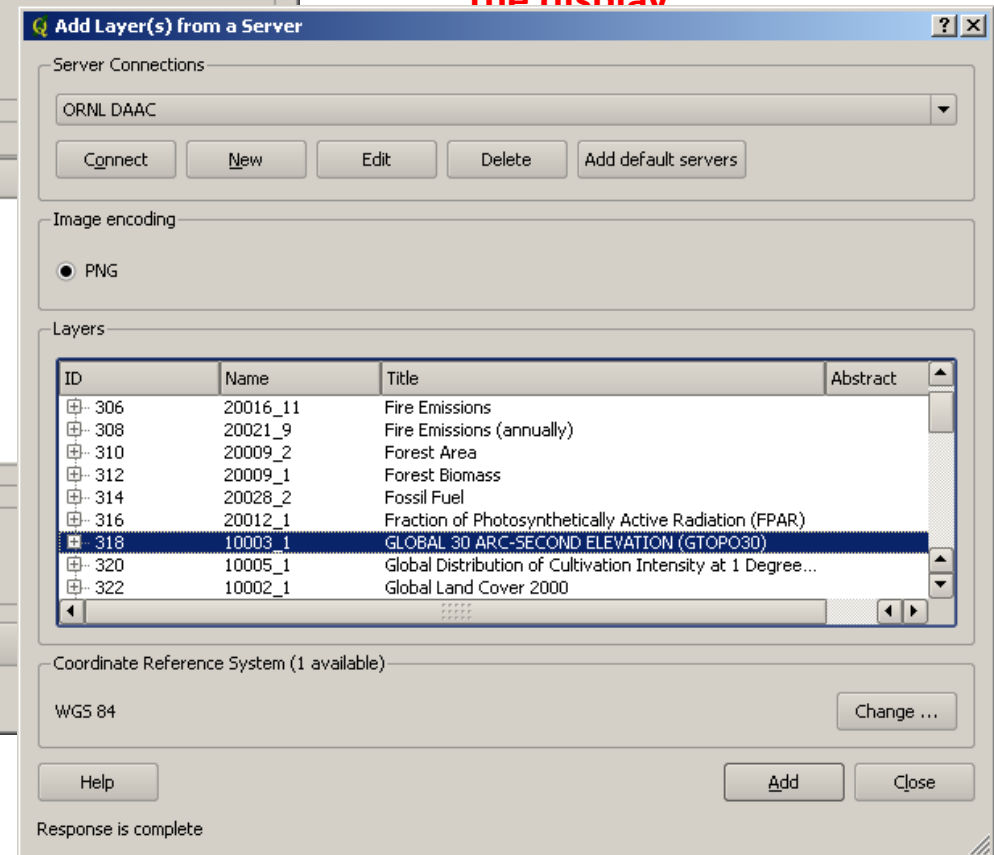 the display
Add Layer(s) from a Server
Server Connections
ORNL DAAC
Connect New Edit Delete Add default servers
Image encoding
PNG
Layers
ID Name Title Abstract
306 20016_11 Fire Emissions
308 20021_9 Fire Emissions (annually)
310 20009_2 Forest Area
312 20009_1 Forest Biomass
314 20028_2 Fossil Fuel
316 20012_1 Fraction of Photosynthetically Active Radiation (FPAR)
318 10003_1 GLOBAL 30 ARC-SECOND ELEVATION (GTOPO30)
320 10005_1 Global Distribution of Cultivation Intensity at 1 Degree...
322 10002_1 Global Land Cover 2000
Coordinate Reference System (1 available)
WGS 84 Change ...
Help Add Close
Response is complete